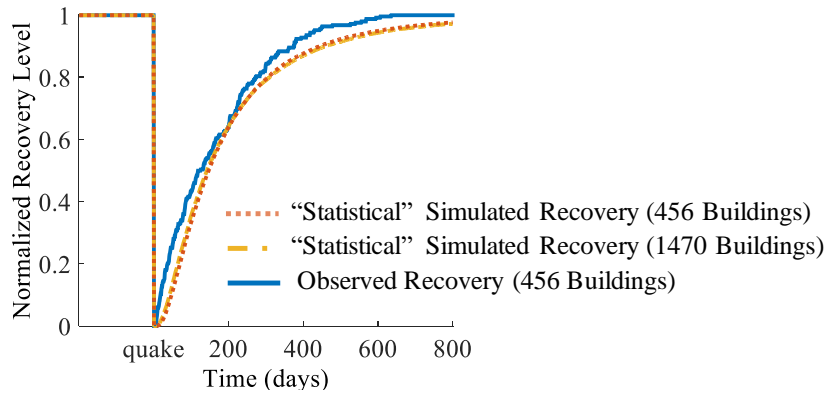 Normalized Recovery Level
1
0.8
0.6
0.4
0.2
0
“Statistical” Simulated Recovery (456 Buildings)
“Statistical” Simulated Recovery (1470 Buildings)
Observed Recovery (456 Buildings)
quake 200 400 600 800
Time (days)